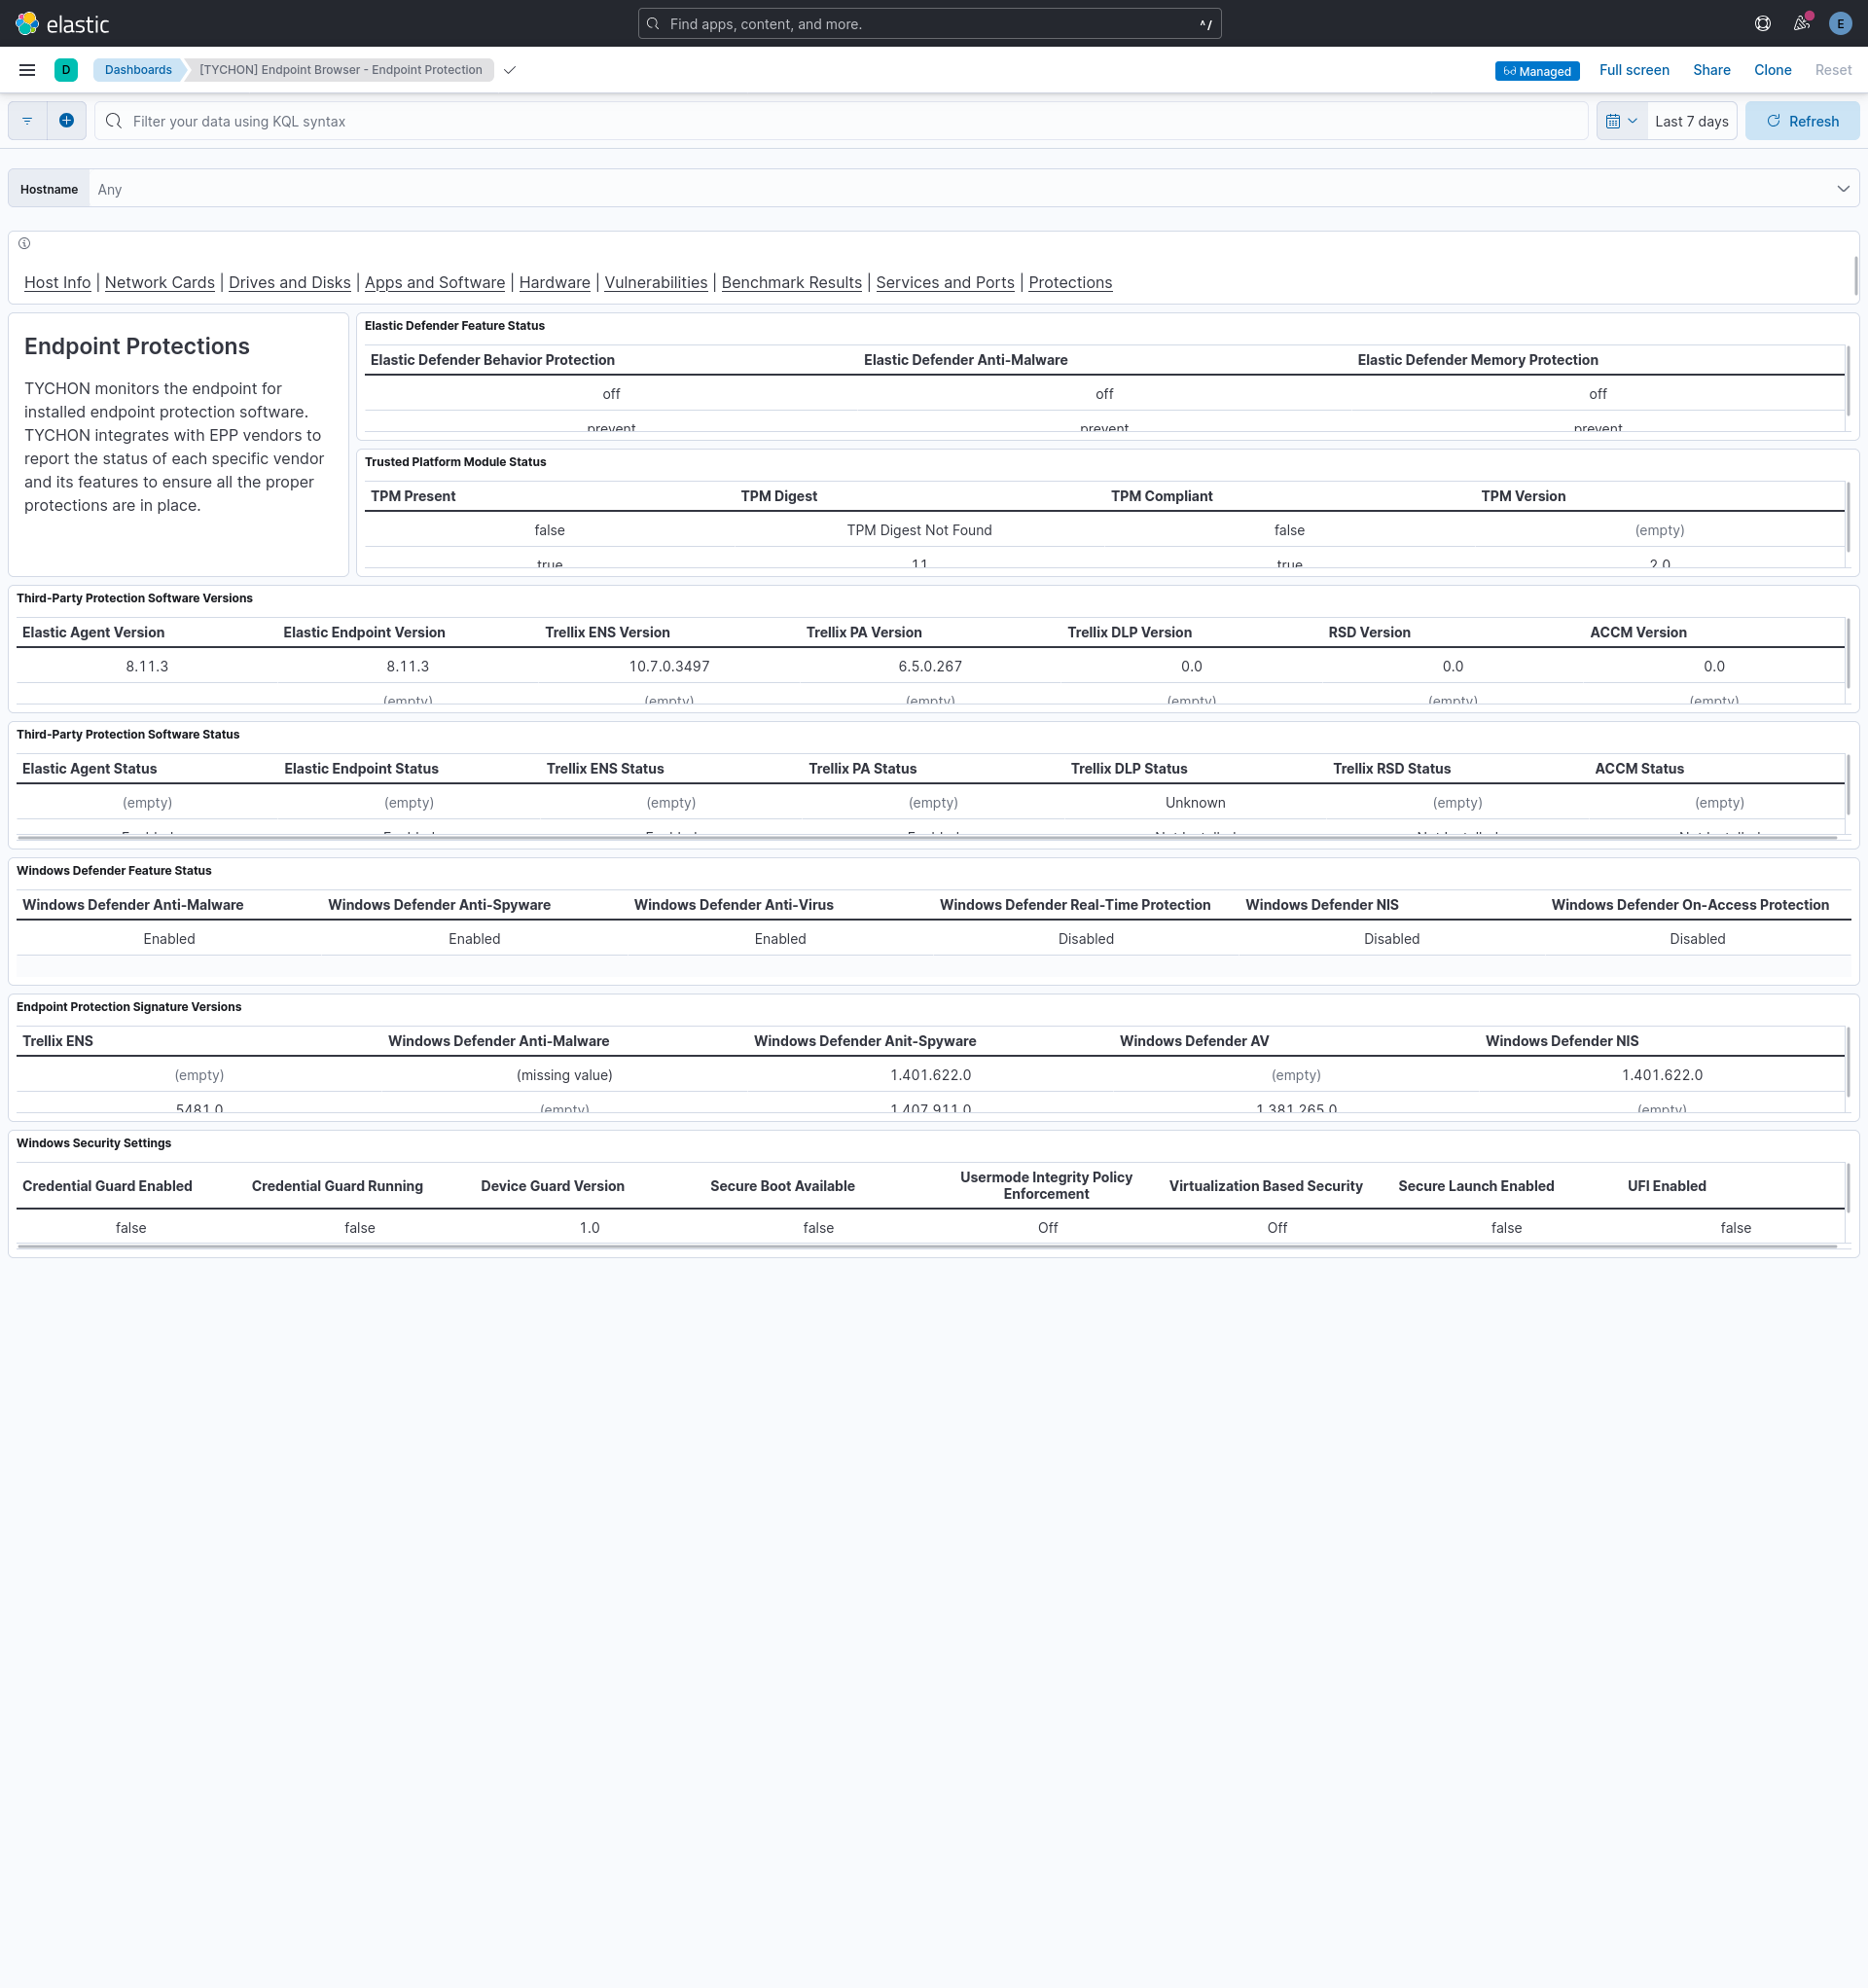 elastic
Find apps, content, and more.
^/
E
D
Dashboards
[TYCHON] Endpoint Browser - Endpoint Protection
Managed
Full screen
Share
Clone
Reset
Filter your data using KQL syntax
Last 7 days
Refresh
Hostname
Any
Host Info | Network Cards | Drives and Disks | Apps and Software | Hardware | Vulnerabilities | Benchmark Results | Services and Ports | Protections
Endpoint Protections
TYCHON monitors the endpoint for
installed endpoint protection software.
TYCHON integrates with EPP vendors to
report the status of each specific vendor
and its features to ensure all the proper
protections are in place.
Elastic Defender Feature Status
Elastic Defender Behavior Protection Elastic Defender Anti-Malware Elastic Defender Memory Protection
off off off
prevent prevent prevent
Trusted Platform Module Status
TPM Present TPM Digest TPM Compliant TPM Version
false TPM Digest Not Found false (empty)
true 11 true 2.0
Third-Party Protection Software Versions
Elastic Agent Version Elastic Endpoint Version Trellix ENS Version Trellix PA Version Trellix DLP Version RSD Version ACCM Version
8.11.3 8.11.3 10.7.0.3497 6.5.0.267 0.0 0.0 0.0
(empty) (empty) (empty) (empty) (empty) (empty)
Third-Party Protection Software Status
Elastic Agent Status Elastic Endpoint Status Trellix ENS Status Trellix PA Status Trellix DLP Status Trellix RSD Status ACCM Status
(empty) (empty) (empty) (empty) Unknown (empty) (empty)
Windows Defender Feature Status
Windows Defender Anti-Malware Windows Defender Anti-Spyware Windows Defender Anti-Virus Windows Defender Real-Time Protection Windows Defender NIS Windows Defender On-Access Protection
Enabled Enabled Enabled Disabled Disabled Disabled
Endpoint Protection Signature Versions
Trellix ENS Windows Defender Anti-Malware Windows Defender Anit-Spyware Windows Defender AV Windows Defender NIS
(empty) (missing value) 1.401.622.0 (empty) 1.401.622.0
5481.0 (empty) 1.407.911.0 1.381.265.0 (empty)
Windows Security Settings
Credential Guard Enabled Credential Guard Running Device Guard Version Secure Boot Available Usermode Integrity Policy Enforcement Virtualization Based Security Secure Launch Enabled UFI Enabled
false false 1.0 false Off Off false false